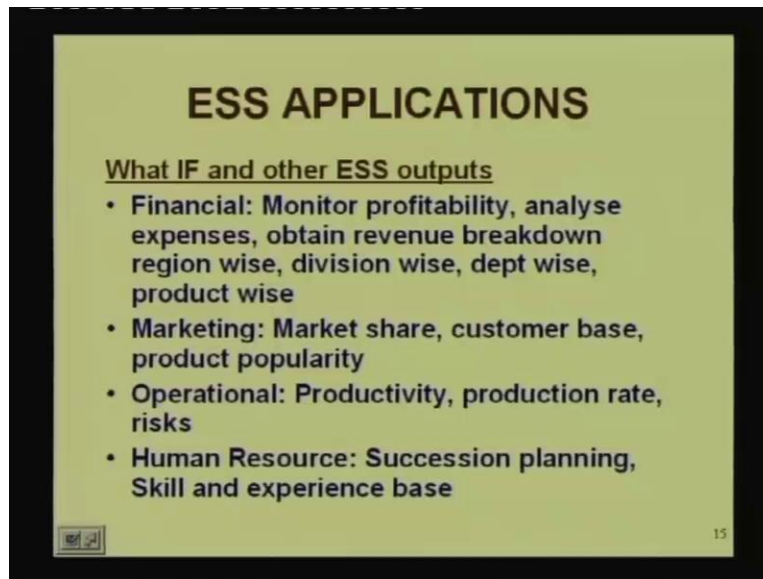 ESS APPLICATIONS
What IF and other ESS outputs
• Financial: Monitor profitability, analyse
expenses, obtain revenue breakdown
region wise, division wise, dept wise,
product wise
• Marketing: Market share, customer base,
product popularity
• Operational: Productivity, production rate,
risks
• Human Resource: Succession planning,
Skill and experience base
15